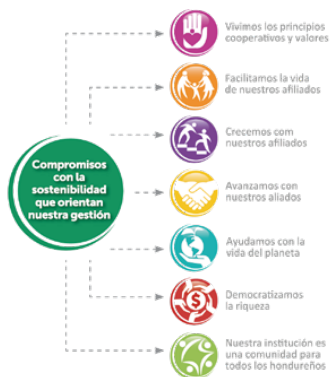 Vivimos los principios
cooperativos y valores
Facilitamos la vida
de nuestros afiliados
Crecemos com
nuestros afiliados
Compromisos
con la
sostenibilidad
que orientan
nuestra gestión
Avanzamos con
nuestros aliados
Ayudamos con la
vida del planeta
Democratizamos
la riqueza
$
Nuestra institución es
una comunidad para
todos los hondureños